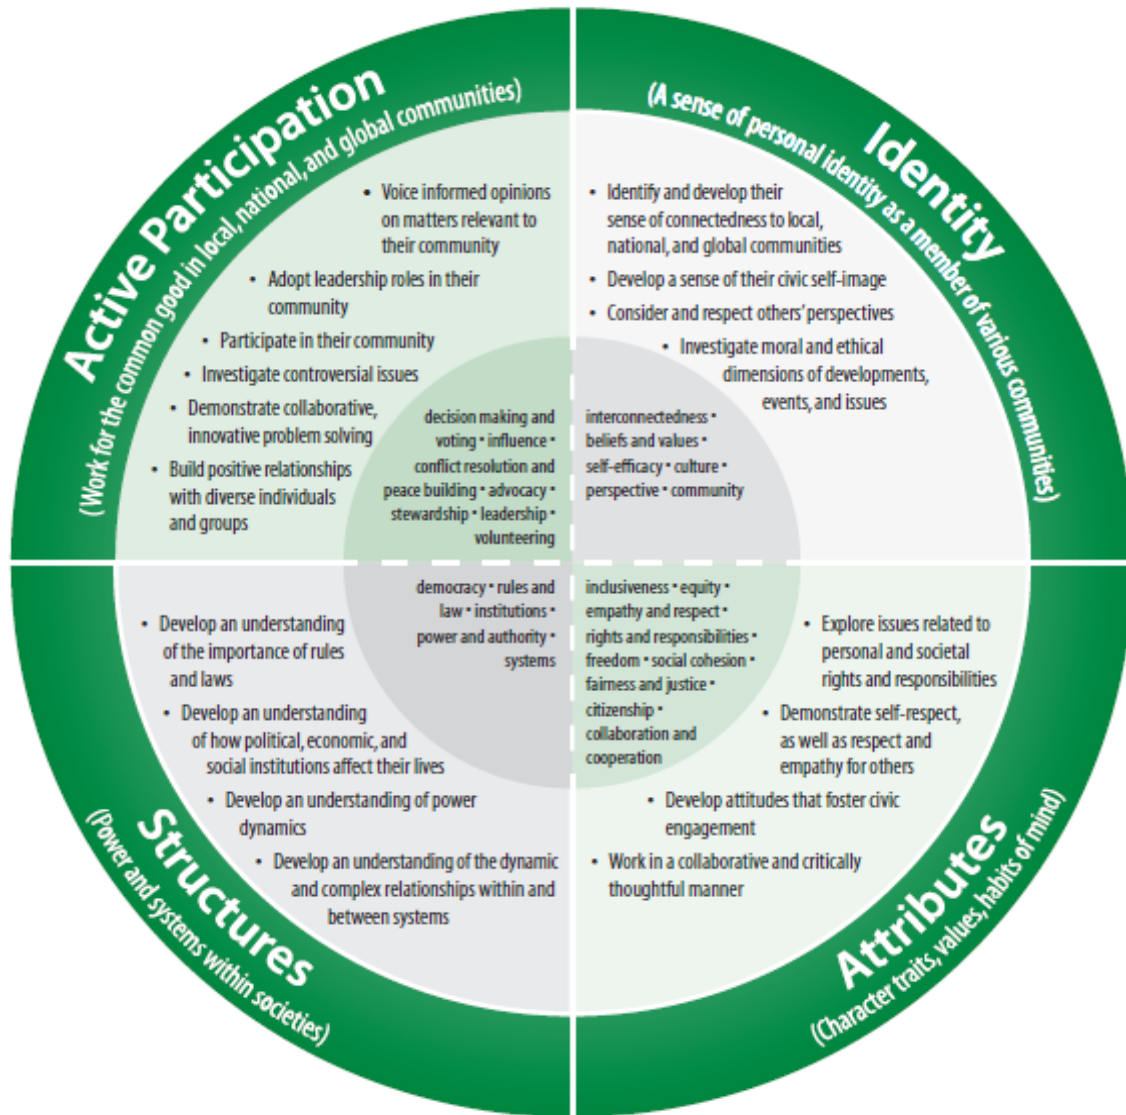 Active Participation
(Work for the common good in local, national, and global communities)
• Voice informed opinions
on matters relevant to
their community
• Adopt leadership roles in their
community
• Participate in their community
• Investigate controversial issues
• Demonstrate collaborative,
innovative problem solving
• Build positive relationships
with diverse individuals
and groups
decision making and
voting • influence •
conflict resolution and
peace building • advocacy •
stewardship • leadership •
volunteering
Identity
(A sense of personal identity as a member of various communities)
• Identify and develop their
sense of connectedness to local,
national, and global communities
• Develop a sense of their civic self-image
• Consider and respect others' perspectives
• Investigate moral and ethical
dimensions of developments,
events, and issues
interconnectedness •
beliefs and values •
self-efficacy • culture •
perspective • community
Structures
(Power and systems within societies)
• Develop an understanding
of the importance of rules
and laws
• Develop an understanding
of how political, economic, and
social institutions affect their lives
• Develop an understanding of power
dynamics
• Develop an understanding of the dynamic
and complex relationships within and
between systems
democracy • rules and
law • institutions •
power and authority •
systems
Attributes
(Character traits, values, habits of mind)
inclusiveness • equity •
empathy and respect •
rights and responsibilities •
freedom • social cohesion •
fairness and justice •
citizenship •
collaboration and
cooperation
• Explore issues related to
personal and societal
rights and responsibilities
• Demonstrate self-respect,
as well as respect and
empathy for others
• Develop attitudes that foster civic
engagement
• Work in a collaborative and critically
thoughtful manner